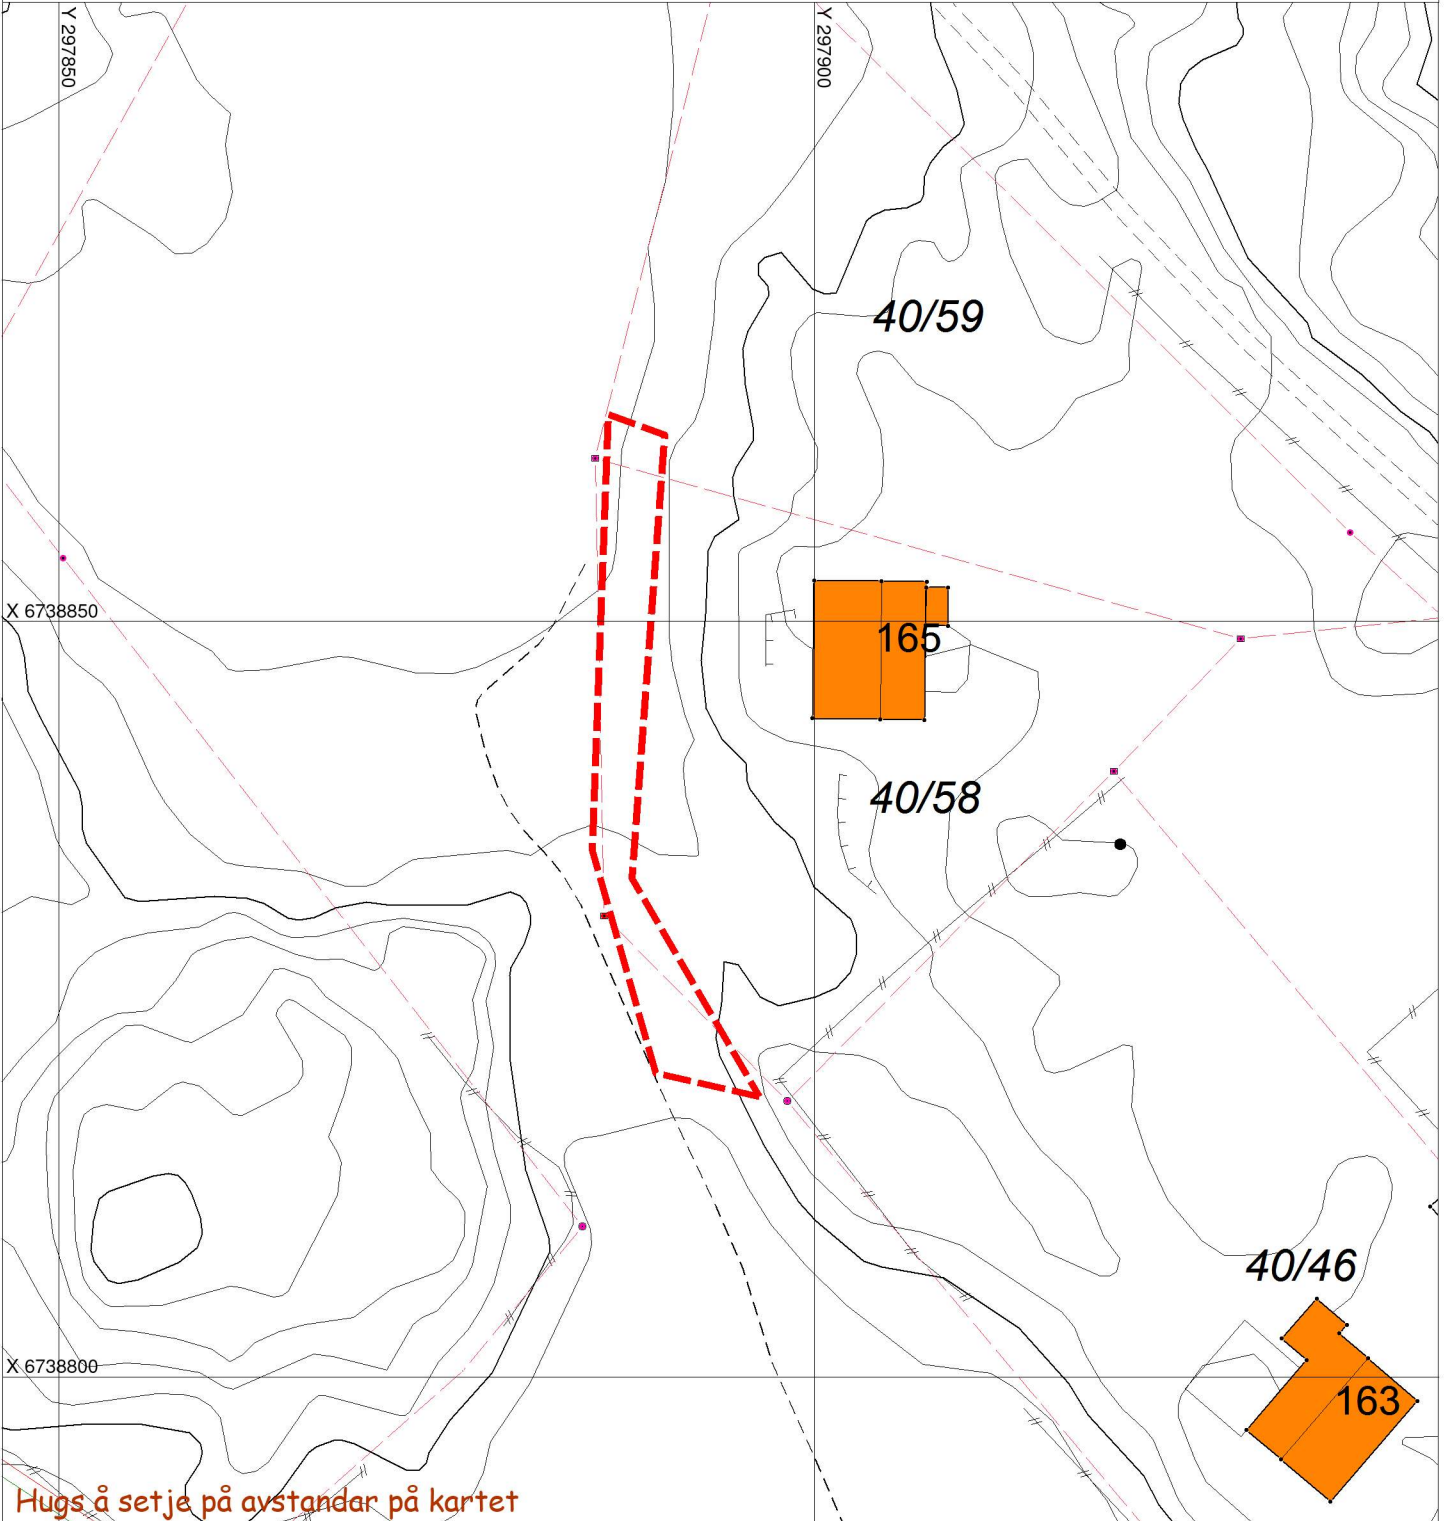 Y 297850
Y 297900
40/59
X 6738850
165
40/58
40/46
X 6738800
163
Hugs å setje på avstandar på kartet